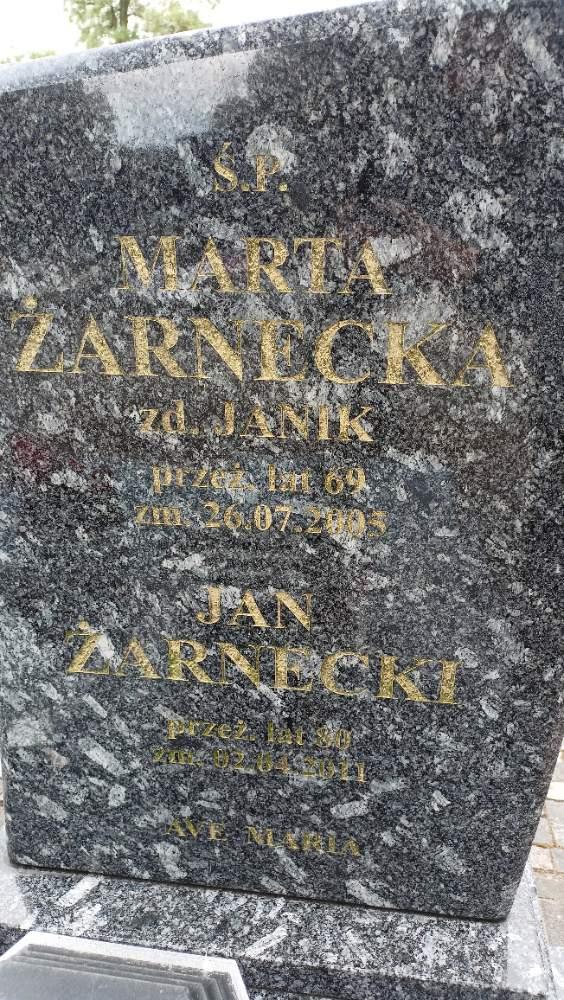 Ś.P.
MARTA
ŻARNECKA
zd. JANIK
przeż. lat 69
zm. 26.07.2005
JAN
ŻARNECKI
przeż. lat 80
zm. 02.04.2011
AVE MARIA